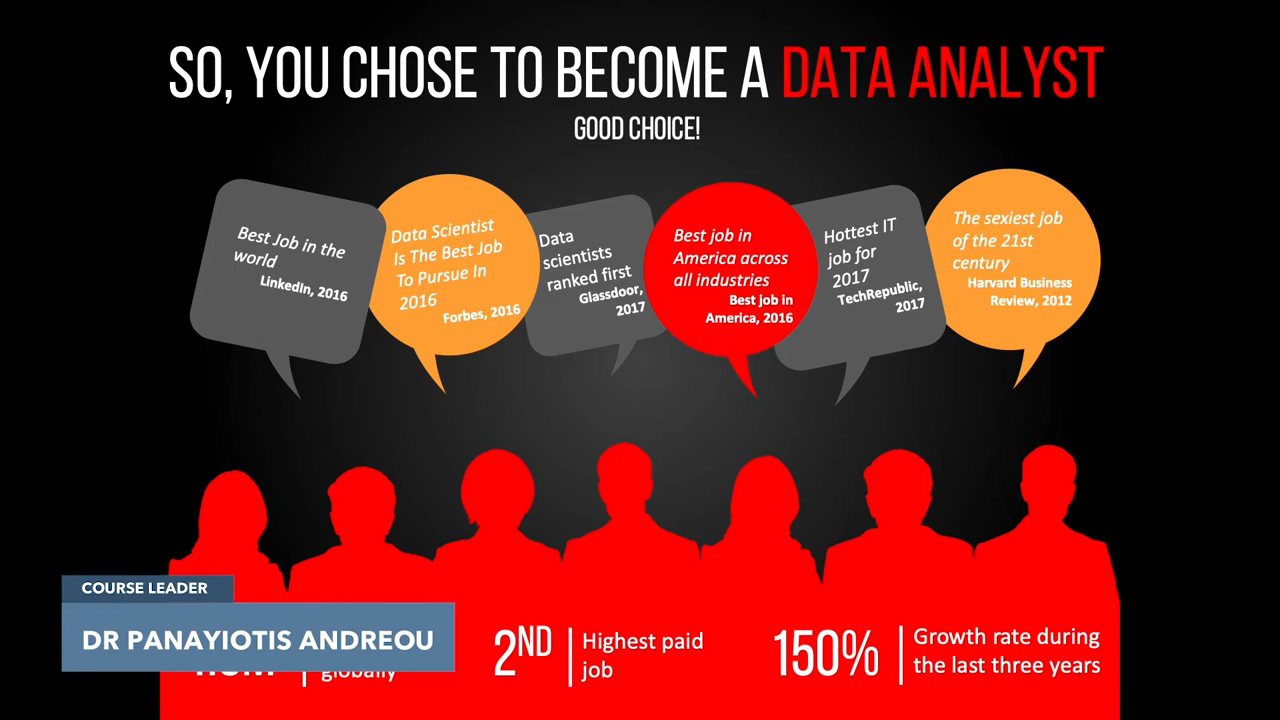 SO, YOU CHOSE TO BECOME A DATA ANALYST
GOOD CHOICE!
Best Job in the
world
LinkedIn, 2016
Data Scientist
Is The Best Job
To Pursue In
2016
Forbes, 2016
Data
scientists
ranked first
Glassdoor,
2017
Best job in
America across
all industries
Best job in
America, 2016
Hottest IT
job for
2017
TechRepublic,
2017
The sexiest job
of the 21st
century
Harvard Business
Review, 2012
COURSE LEADER
DR PANAYIOTIS ANDREOU
globally
2ND
Highest paid
job
150%
Growth rate during
the last three years